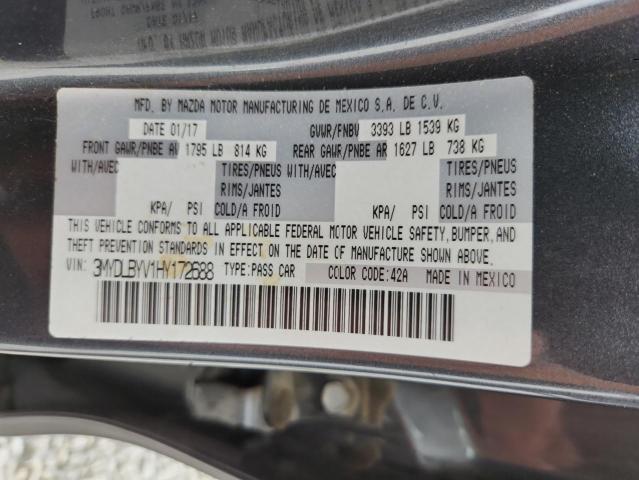 MFD. BY MAZDA MOTOR MANUFACTURING DE MEXICO S.A. DE C.V.
DATE 01/17 GVWR/PNBV 3393 LB 1539 KG
FRONT GAWR/PNBE AV 1795 LB 814 KG REAR GAWR/PNBE AR 1627 LB 738 KG
WITH/AVEC TIRES/PNEUS WITH/AVEC TIRES/PNEUS
RIMS/JANTES RIMS/JANTES
KPA/ PSI COLD/A FROID KPA/ PSI COLD/A FROID
THIS VEHICLE CONFORMS TO ALL APPLICABLE FEDERAL MOTOR VEHICLE SAFETY, BUMPER, AND
THEFT PREVENTION STANDARDS IN EFFECT ON THE DATE OF MANUFACTURE SHOWN ABOVE.
VIN: 3MYDLBYV1HY172688 TYPE:PASS CAR COLOR CODE:42A MADE IN MEXICO